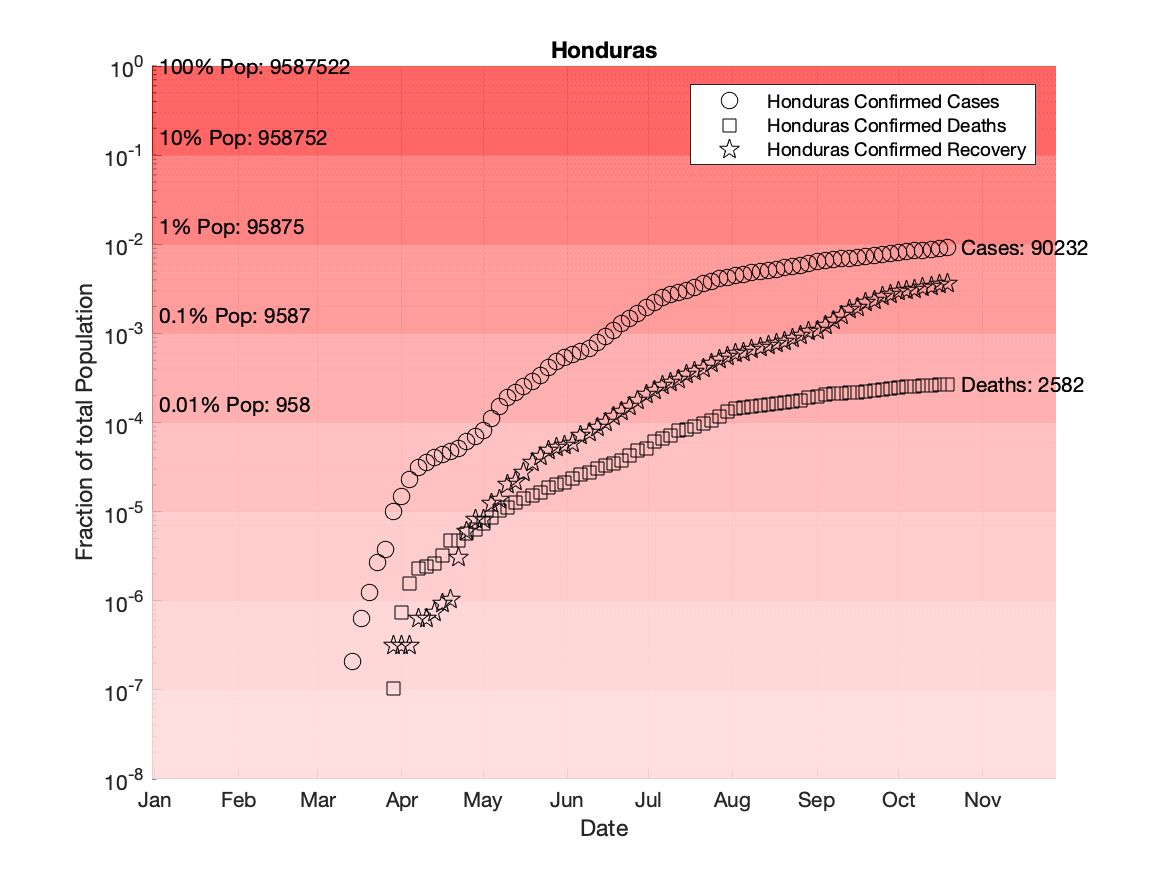 Honduras
10^0
100% Pop: 9587522
Honduras Confirmed Cases
Honduras Confirmed Deaths
Honduras Confirmed Recovery
10% Pop: 958752
10^-1
1% Pop: 95875
10^-2
Cases: 90232
0.1% Pop: 9587
10^-3
Deaths: 2582
0.01% Pop: 958
10^-4
10^-5
10^-6
10^-7
10^-8
Fraction of total Population
Jan Feb Mar Apr May Jun Jul Aug Sep Oct Nov
Date